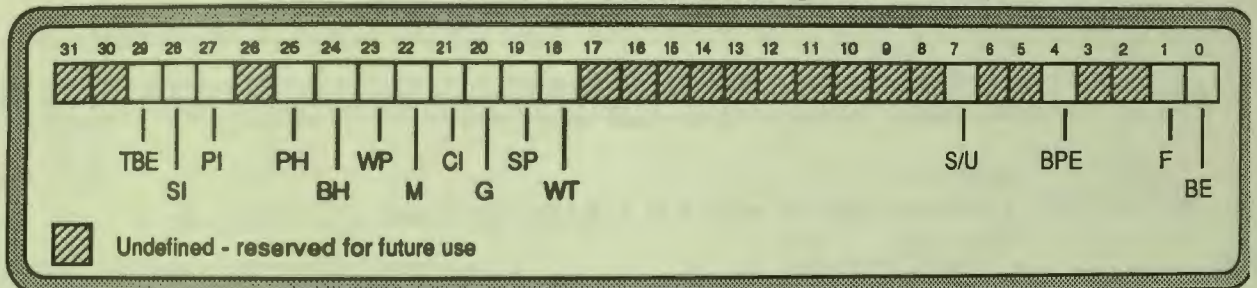 31 30 29 28 27 26 25 24 23 22 21 20 19 18 17 16 15 14 13 12 11 10 9 8 7 6 5 4 3 2 1 0
TBE PI PH WP CI SP S/U BPE F
SI BH M G WT BE
Undefined - reserved for future use